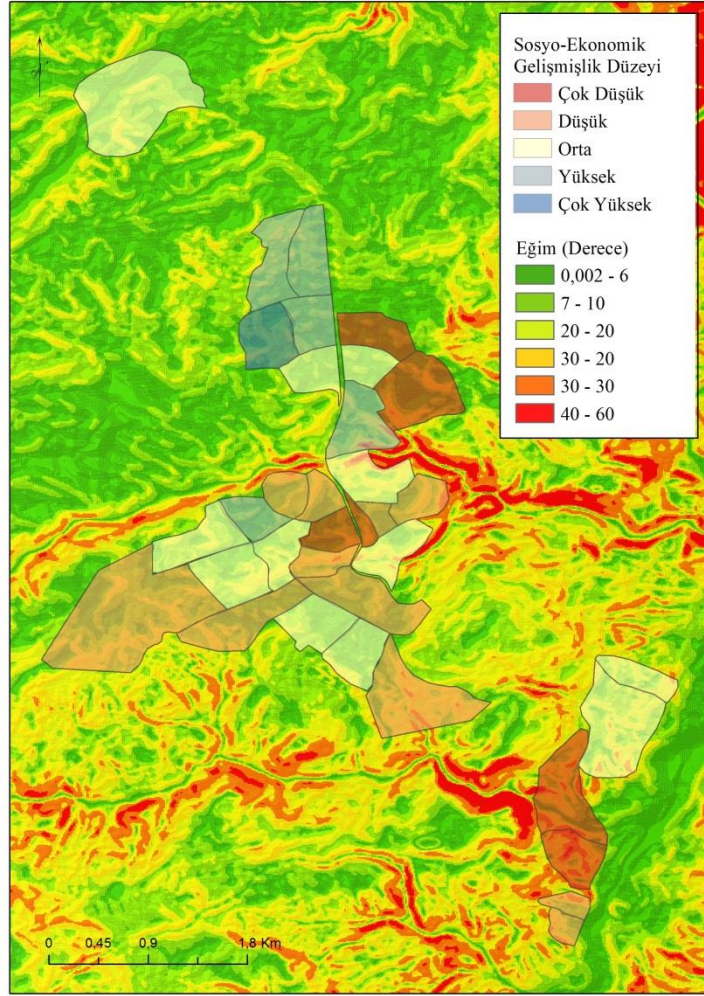 Sosyo-Ekonomik
Gelişmişlik Düzeyi
Çok Düşük
Düşük
Orta
Yüksek
Çok Yüksek
Eğim (Derece)
0,002 - 6
7 - 10
20 - 20
30 - 20
30 - 30
40 - 60
0 0,45 0,9 1,8 Km